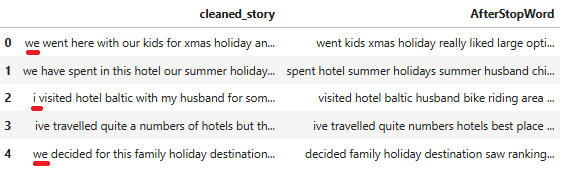 cleaned_story AfterStopWord
0 we went here with our kids for xmas holiday an... went kids xmas holiday really liked large opti...
1 we have spent in this hotel our summer holiday... spent hotel summer holidays summer husband chi...
2 i visited hotel baltic with my husband for som... visited hotel baltic husband bike riding area ...
3 ive travelled quite a numbers of hotels but th... ive travelled quite numbers hotels best place ...
4 we decided for this family holiday destination... decided family holiday destination saw ranking...